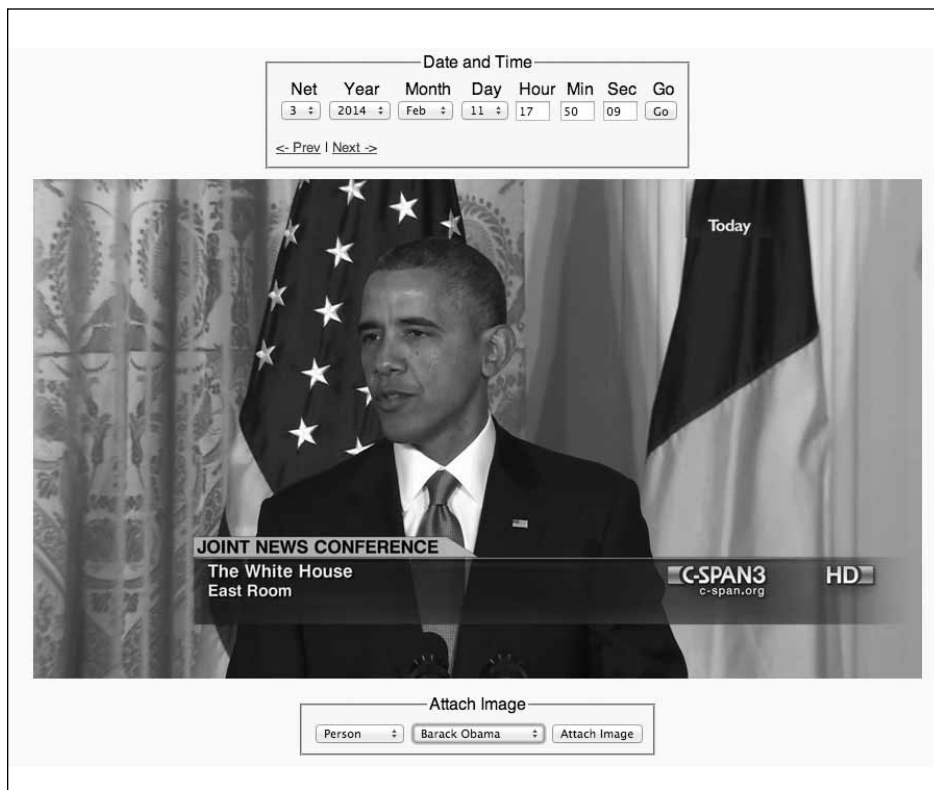 Date and Time
Net Year Month Day Hour Min Sec Go
3 2014 Feb 11 17 50 09 Go
<- Prev | Next ->
Today
JOINT NEWS CONFERENCE
The White House
East Room
C-SPAN3
c-span.org
HD
Attach Image
Person Barack Obama Attach Image